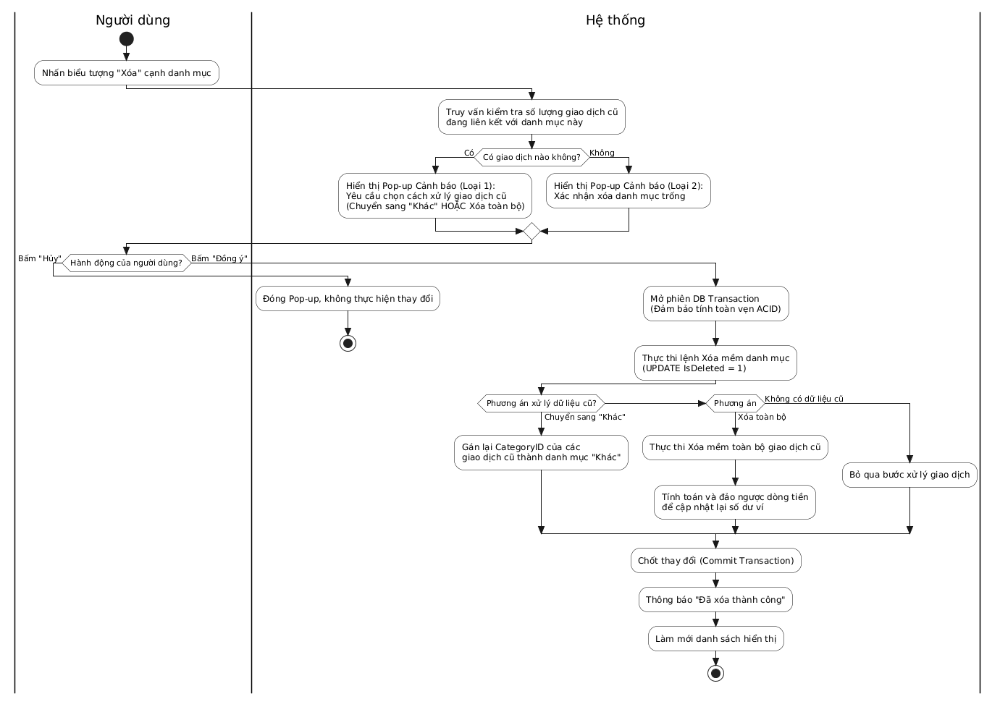 Người dùng
Hệ thống
Nhấn biểu tượng "Xóa" cạnh danh mục
Truy vấn kiểm tra số lượng giao dịch cũ
đang liên kết với danh mục này
Có
Có giao dịch nào không?
Không
Hiển thị Pop-up Cảnh báo (Loại 1):
Yêu cầu chọn cách xử lý giao dịch cũ
(Chuyển sang "Khác" HOẶC Xóa toàn bộ)
Hiển thị Pop-up Cảnh báo (Loại 2):
Xác nhận xóa danh mục trống
Bấm "Hủy"
Hành động của người dùng?
Bấm "Đồng ý"
Đóng Pop-up, không thực hiện thay đổi
Mở phiên DB Transaction
(Đảm bảo tính toàn vẹn ACID)
Thực thi lệnh Xóa mềm danh mục
(UPDATE IsDeleted = 1)
Phương án xử lý dữ liệu cũ?
Phương án
Không có dữ liệu cũ
Chuyển sang "Khác"
Xóa toàn bộ
Gán lại CategoryID của các
giao dịch cũ thành danh mục "Khác"
Thực thi Xóa mềm toàn bộ giao dịch cũ
Bỏ qua bước xử lý giao dịch
Tính toán và đảo ngược dòng tiền
để cập nhật lại số dư ví
Chốt thay đổi (Commit Transaction)
Thông báo "Đã xóa thành công"
Làm mới danh sách hiển thị